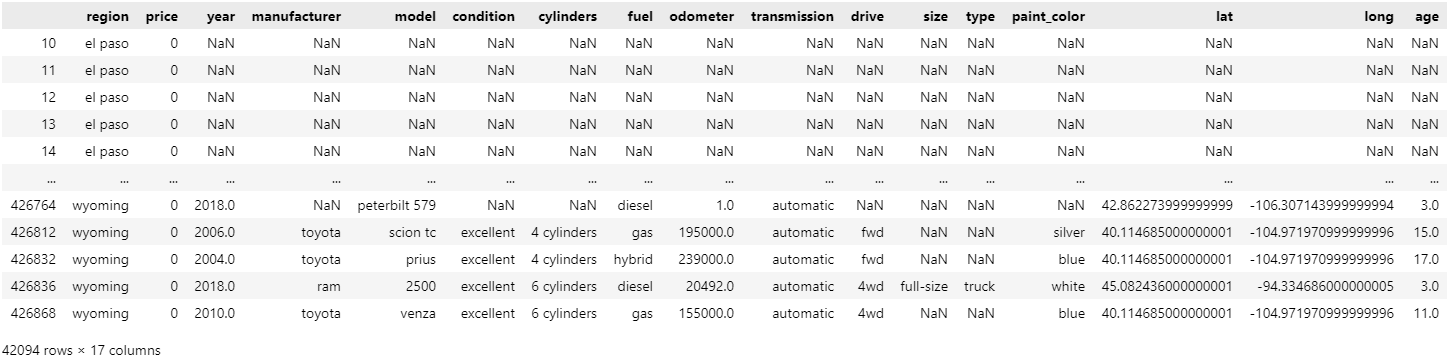 region price year manufacturer model condition cylinders fuel odometer transmission drive size type paint_color lat long age
10 el paso 0 NaN NaN NaN NaN NaN NaN NaN NaN NaN NaN NaN NaN NaN NaN NaN
11 el paso 0 NaN NaN NaN NaN NaN NaN NaN NaN NaN NaN NaN NaN NaN NaN NaN
12 el paso 0 NaN NaN NaN NaN NaN NaN NaN NaN NaN NaN NaN NaN NaN NaN NaN
13 el paso 0 NaN NaN NaN NaN NaN NaN NaN NaN NaN NaN NaN NaN NaN NaN NaN
14 el paso 0 NaN NaN NaN NaN NaN NaN NaN NaN NaN NaN NaN NaN NaN NaN NaN
... ... ... ... ... ... ... ... ... ... ... ... ... ... ... ... ... ...
426764 wyoming 0 2018.0 NaN peterbilt 579 NaN NaN diesel 1.0 automatic NaN NaN NaN NaN 42.862273999999999 -106.307143999999994 3.0
426812 wyoming 0 2006.0 toyota scion tc excellent 4 cylinders gas 195000.0 automatic fwd NaN NaN silver 40.114685000000001 -104.971970999999996 15.0
426832 wyoming 0 2004.0 toyota prius excellent 4 cylinders hybrid 239000.0 automatic fwd NaN NaN blue 40.114685000000001 -104.971970999999996 17.0
426836 wyoming 0 2018.0 ram 2500 excellent 6 cylinders diesel 20492.0 automatic 4wd full-size truck white 45.082436000000001 -94.334686000000005 3.0
426868 wyoming 0 2010.0 toyota venza excellent 6 cylinders gas 155000.0 automatic 4wd NaN NaN blue 40.114685000000001 -104.971970999999996 11.0
42094 rows × 17 columns